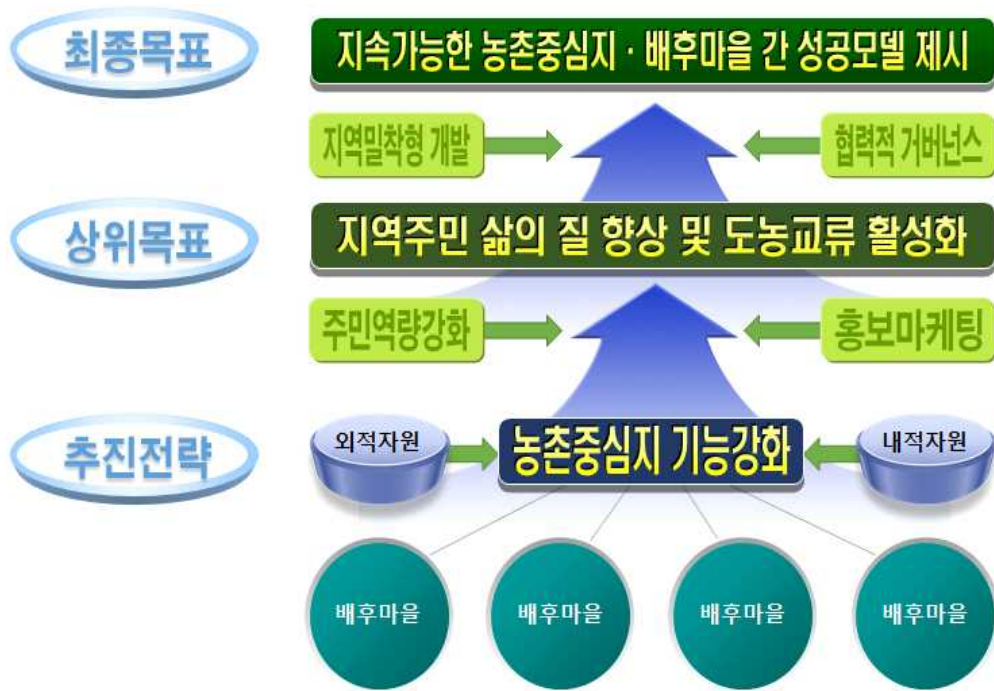 최종목표
지속가능한 농촌중심지 · 배후마을 간 성공모델 제시
지역밀착형 개발
협력적 거버넌스
상위목표
지역주민 삶의 질 향상 및 도농교류 활성화
주민역량강화
홍보마케팅
추진전략
외적자원
농촌중심지 기능강화
내적자원
배후마을
배후마을
배후마을
배후마을